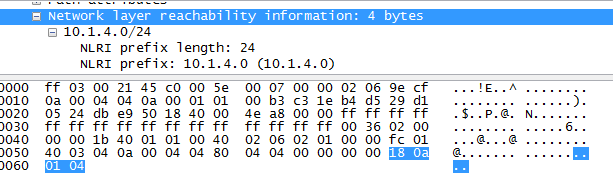 Path attributes
Network layer reachability information: 4 bytes
10.1.4.0/24
NLRI prefix length: 24
NLRI prefix: 10.1.4.0 (10.1.4.0)
0000 ff 03 00 21 45 c0 00 5e 00 07 00 00 02 06 9e cf ...!E..^ ........
0010 0a 00 04 04 0a 00 01 01 00 b3 c3 1e b4 d5 29 d1 ........ ......).
0020 05 24 db e9 50 18 40 00 4e a8 00 00 ff ff ff ff .$..P.@. N.......
0030 ff ff ff ff ff ff ff ff ff ff ff ff 00 36 02 00 ........ .....6..
0040 00 00 1b 40 01 01 00 40 02 06 02 01 00 00 fc 01 ...@...@ ........
0050 40 03 04 0a 00 04 04 80 04 04 00 00 00 00 18 0a @....... ........
0060 01 04 ..